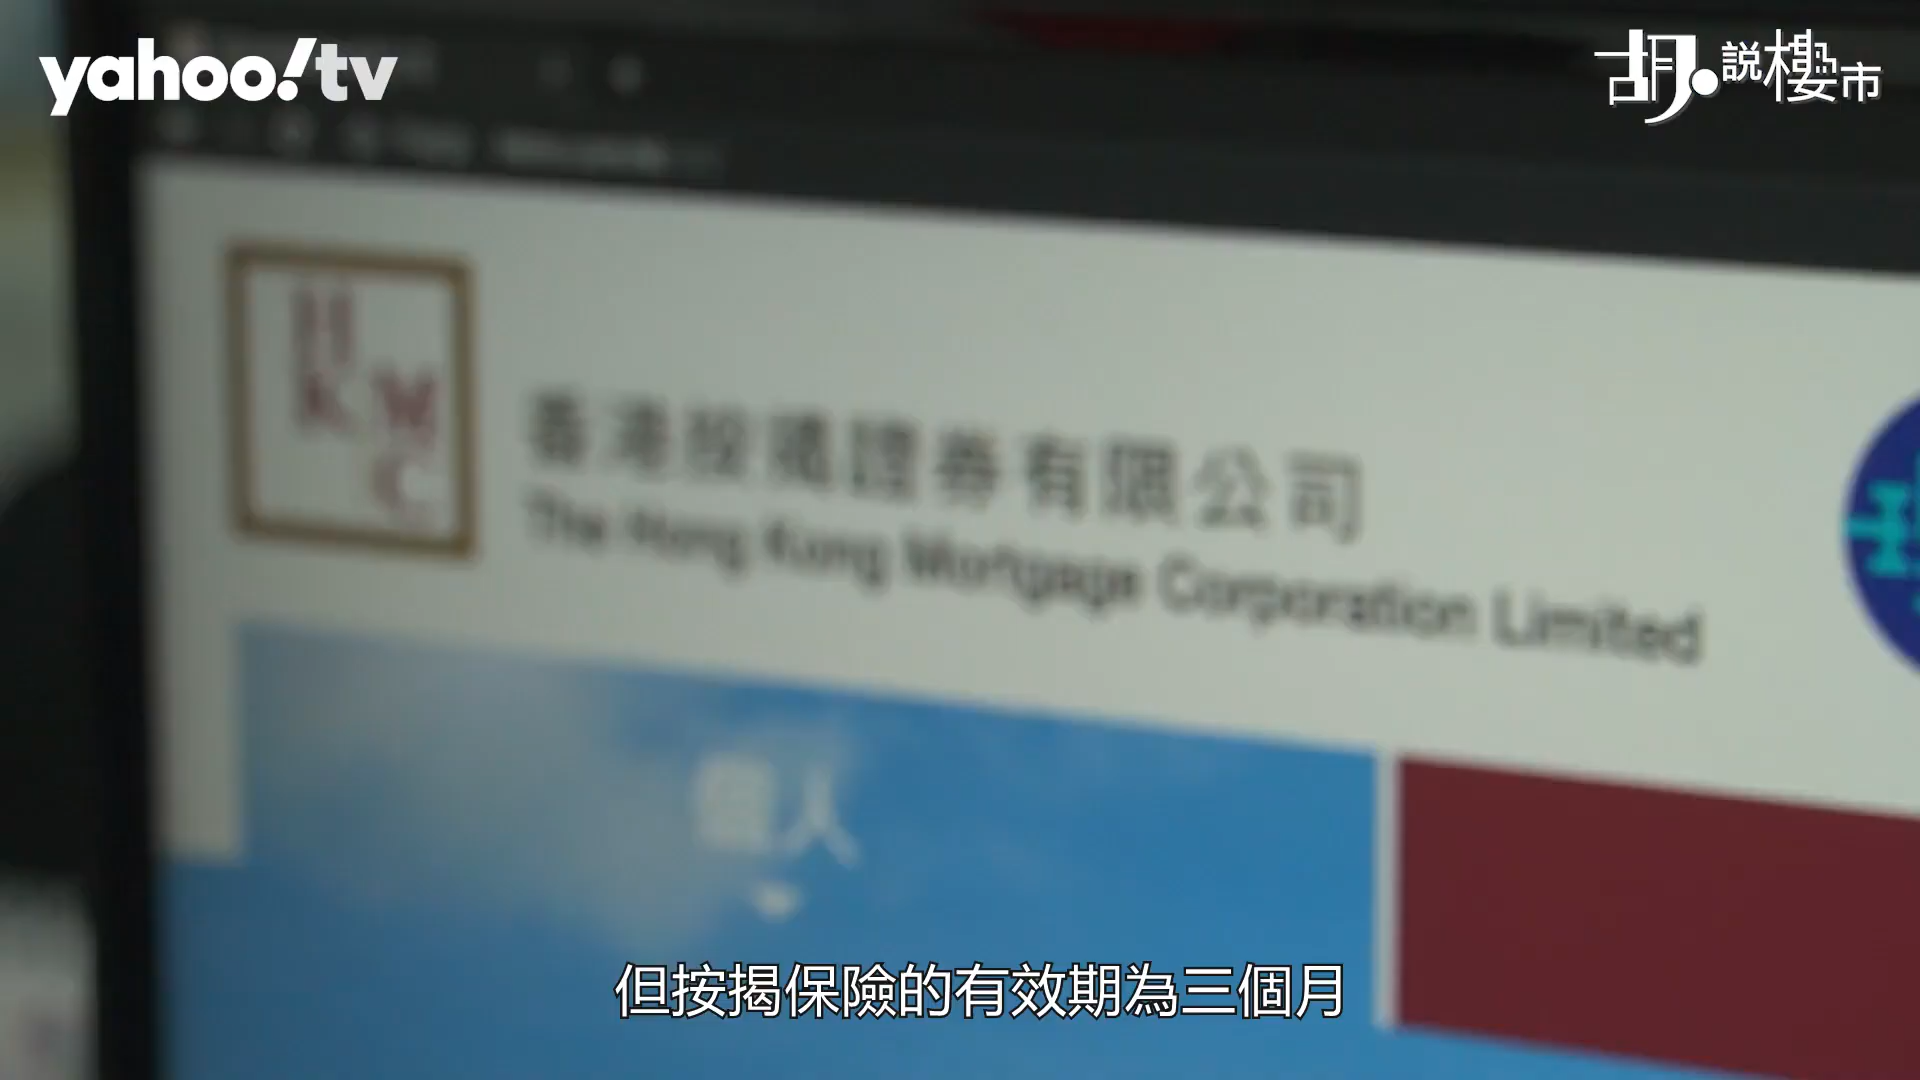 yahoo!tv
胡.說樓市
HKMC
香港按揭證券有限公司
The Hong Kong Mortgage Corporation Limited
個人
但按揭保險的有效期為三個月